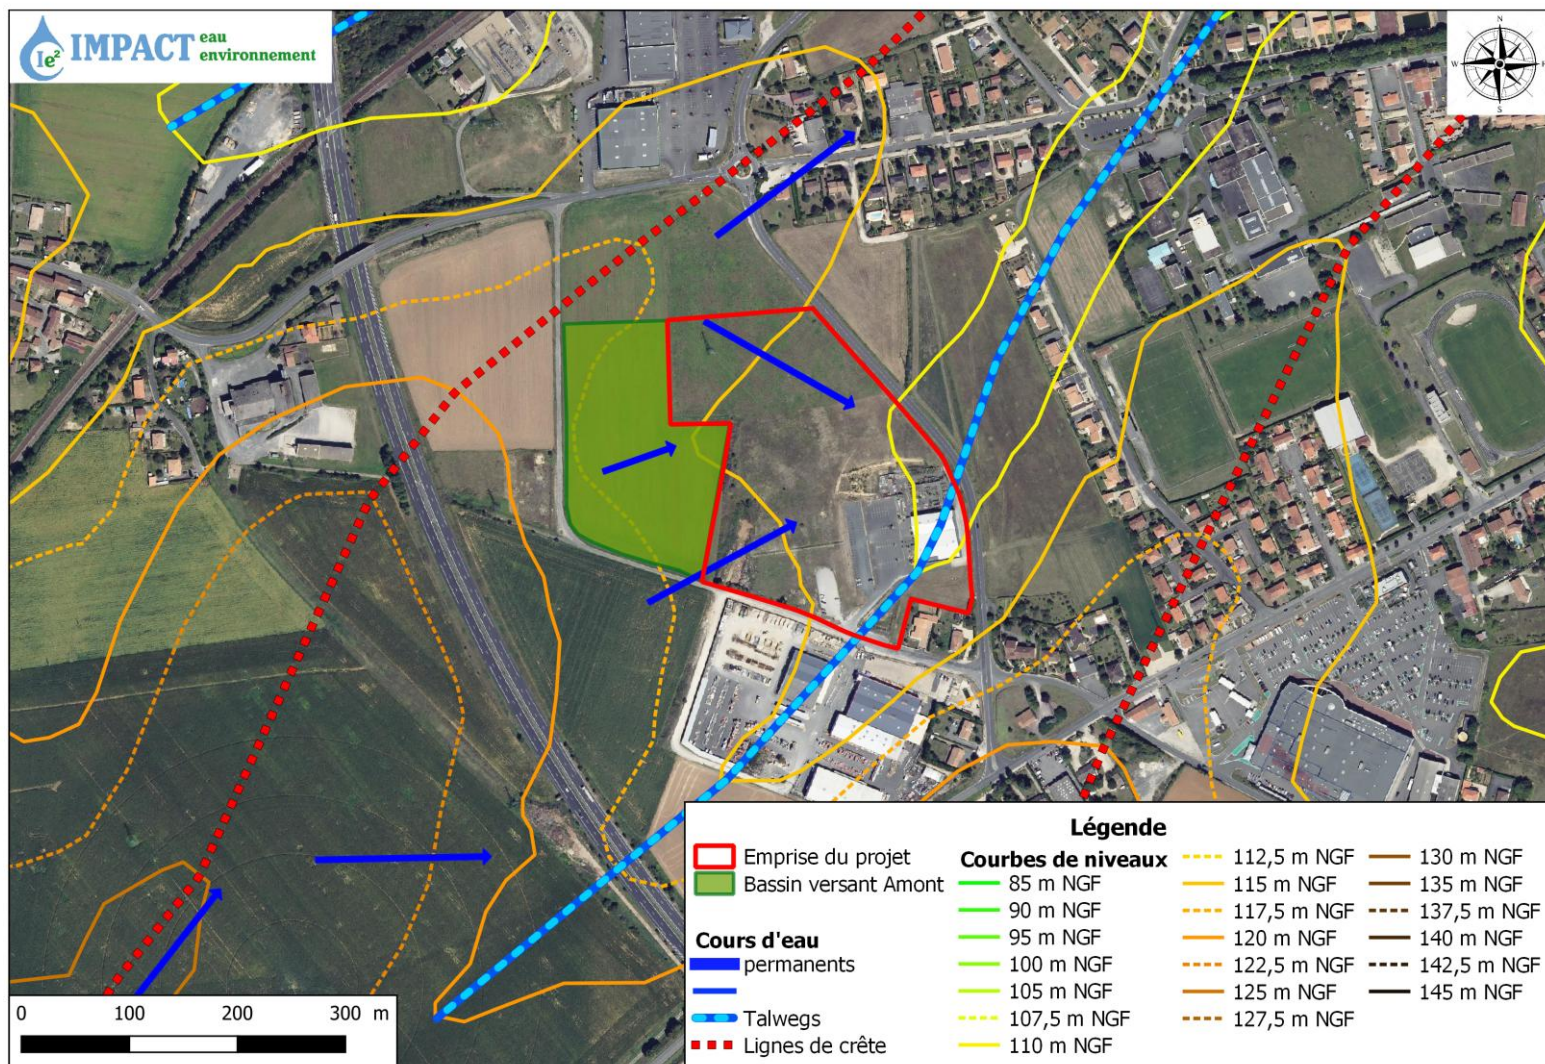 Ie² IMPACT eau
environnement
N
W
S
0 100 200 300 m
Légende
Emprise du projet
Bassin versant Amont
Cours d'eau
permanents
Talwegs
Lignes de crête
Courbes de niveaux
85 m NGF
90 m NGF
95 m NGF
100 m NGF
105 m NGF
107,5 m NGF
110 m NGF
112,5 m NGF
115 m NGF
117,5 m NGF
120 m NGF
122,5 m NGF
125 m NGF
127,5 m NGF
130 m NGF
135 m NGF
137,5 m NGF
140 m NGF
142,5 m NGF
145 m NGF